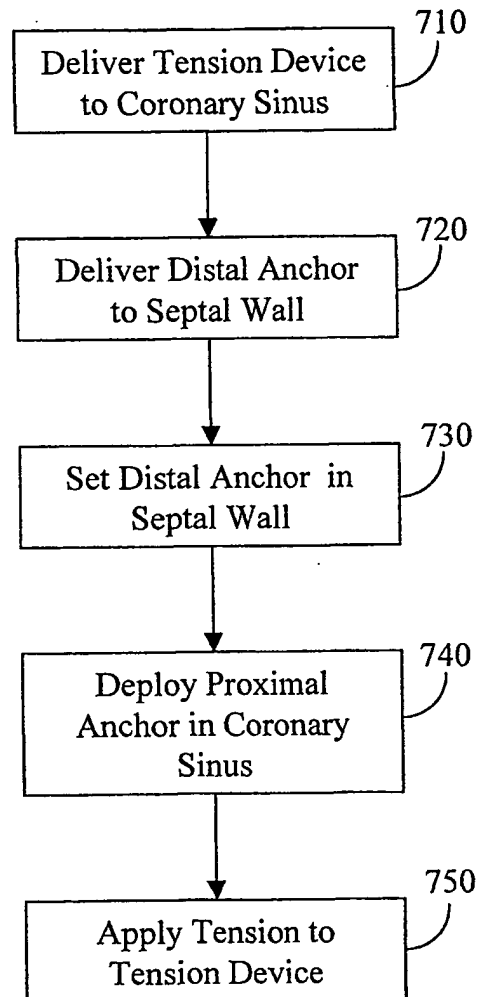 710
Deliver Tension Device
to Coronary Sinus
720
Deliver Distal Anchor
to Septal Wall
730
Set Distal Anchor in
Septal Wall
740
Deploy Proximal
Anchor in Coronary
Sinus
750
Apply Tension to
Tension Device